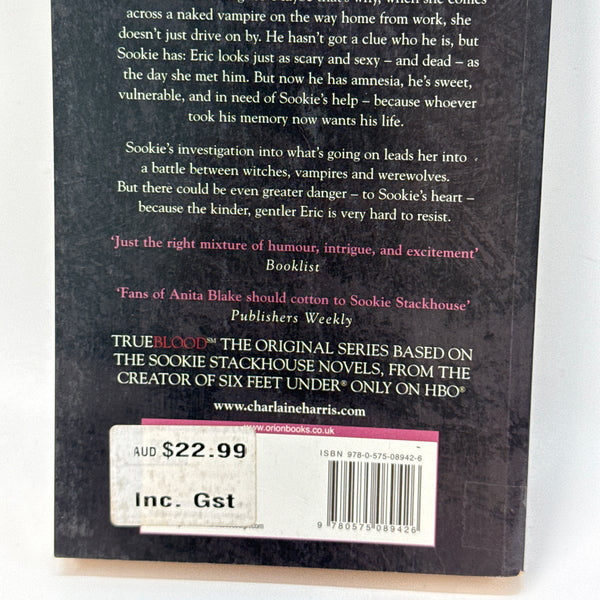 across a naked vampire on the way home from work, she
doesn't just drive on by. He hasn't got a clue who he is, but
Sookie has: Eric looks just as scary and sexy – and dead – as
the day she met him. But now he has amnesia, he's sweet,
vulnerable, and in need of Sookie's help – because whoever
took his memory now wants his life.
Sookie's investigation into what's going on leads her into
a battle between witches, vampires and werewolves.
But there could be even greater danger – to Sookie's heart –
because the kinder, gentler Eric is very hard to resist.
'Just the right mixture of humour, intrigue, and excitement'
Booklist
'Fans of Anita Blake should cotton to Sookie Stackhouse'
Publishers Weekly
TRUEBLOOD℠ THE ORIGINAL SERIES BASED ON
THE SOOKIE STACKHOUSE NOVELS, FROM THE
CREATOR OF SIX FEET UNDER® ONLY ON HBO®
www.charlaineharris.com
www.orionbooks.co.uk
AUD $22.99
Inc. Gst
ISBN 978-0-575-08942-6
9 780575 089426